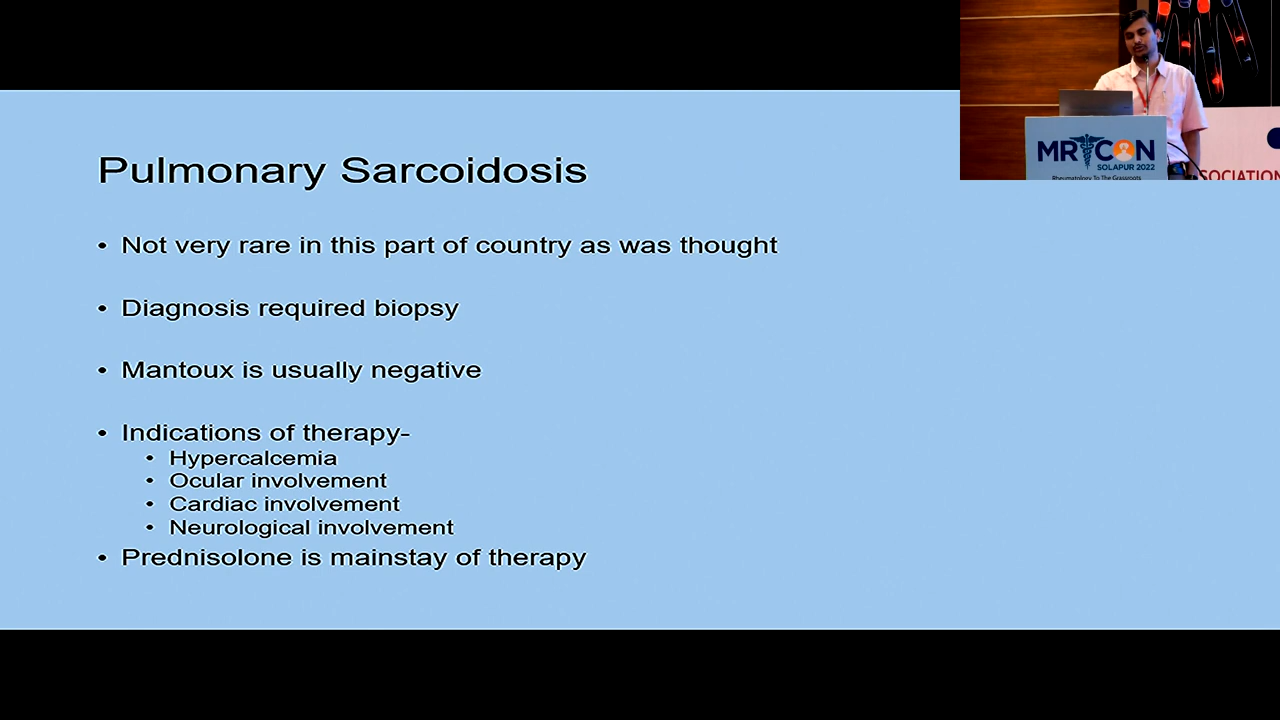 Pulmonary Sarcoidosis
• Not very rare in this part of country as was thought
• Diagnosis required biopsy
• Mantoux is usually negative
• Indications of therapy-
• Hypercalcemia
• Ocular involvement
• Cardiac involvement
• Neurological involvement
• Prednisolone is mainstay of therapy
MR CON
SOLAPUR 2022
Rheumatology To The Grassroots
SOCIATION